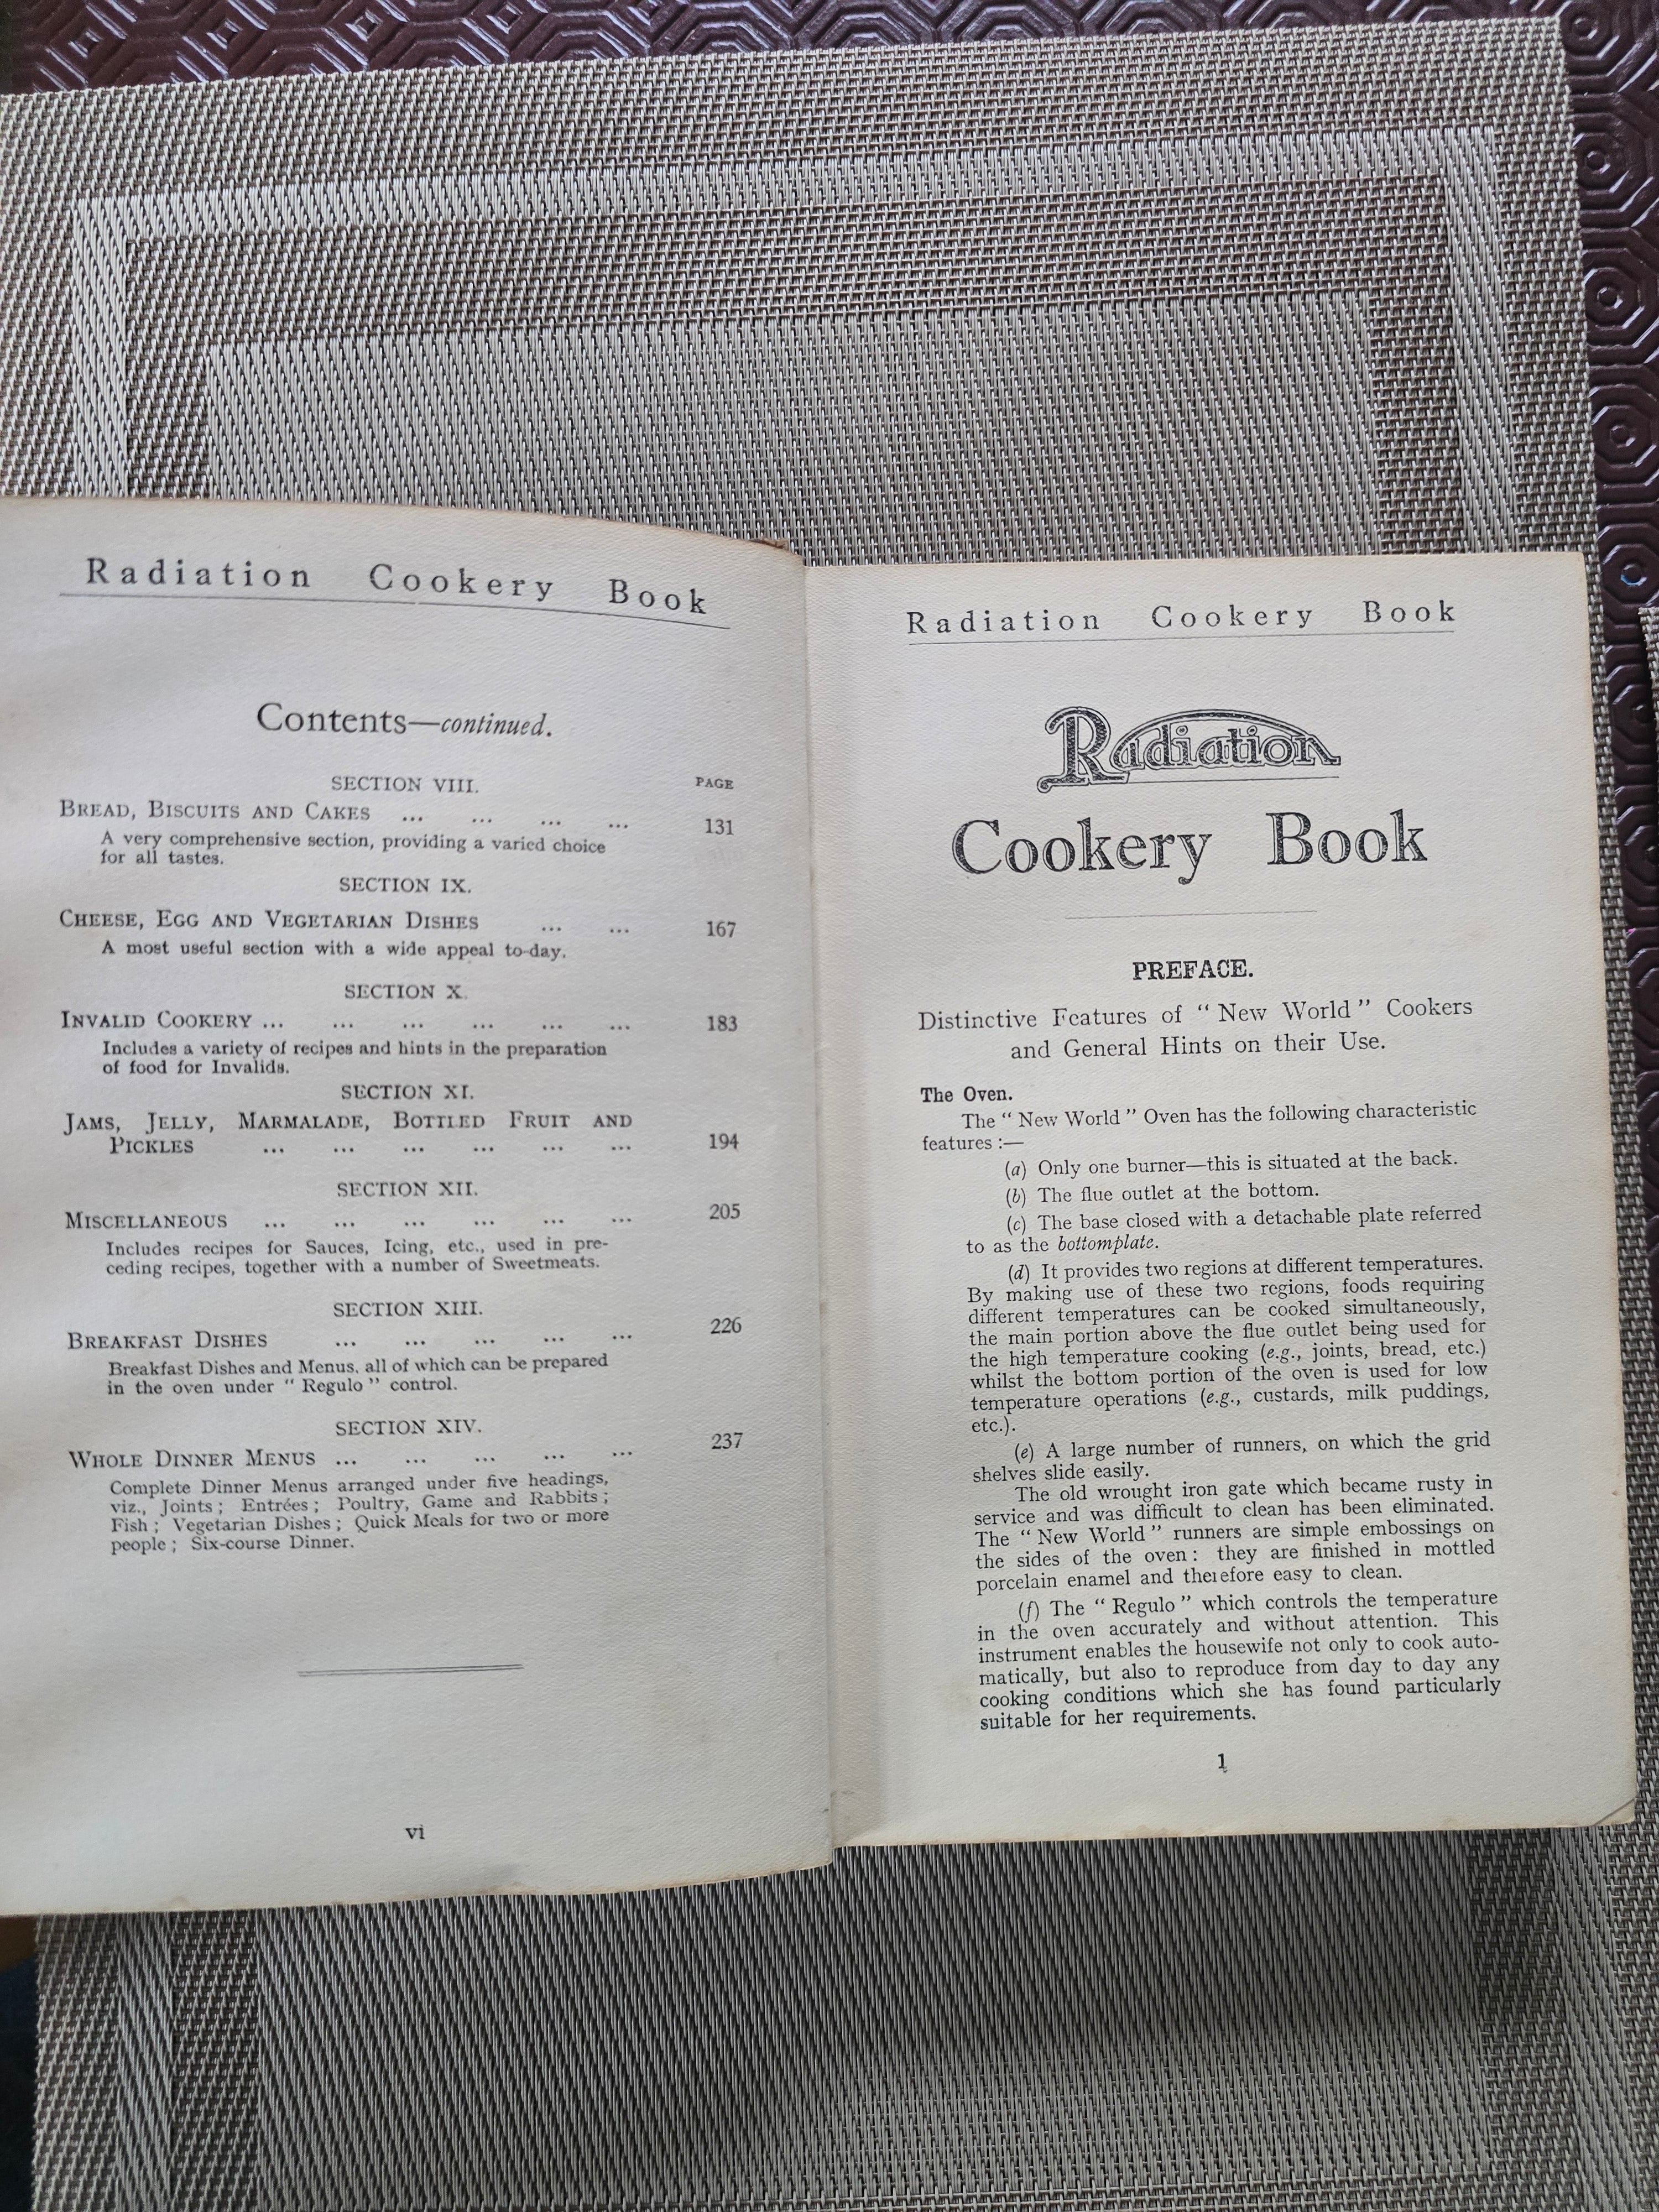 Radiation Cookery Book
Contents—continued.
SECTION VIII. PAGE
BREAD, BISCUITS AND CAKES ... ... ... ... 131
A very comprehensive section, providing a varied choice
for all tastes.
SECTION IX.
CHEESE, EGG AND VEGETARIAN DISHES ... ... 167
A most useful section with a wide appeal to-day.
SECTION X.
INVALID COOKERY ... ... ... ... ... ... 183
Includes a variety of recipes and hints in the preparation
of food for Invalids.
SECTION XI.
JAMS, JELLY, MARMALADE, BOTTLED FRUIT AND
PICKLES ... ... ... ... ... ... 194
SECTION XII.
MISCELLANEOUS ... ... ... ... ... ... 205
Includes recipes for Sauces, Icing, etc., used in pre-
ceding recipes, together with a number of Sweetmeats.
SECTION XIII.
BREAKFAST DISHES ... ... ... ... ... 226
Breakfast Dishes and Menus, all of which can be prepared
in the oven under “ Regulo ” control.
SECTION XIV.
WHOLE DINNER MENUS ... ... ... ... ... 237
Complete Dinner Menus arranged under five headings,
viz., Joints ; Entrées ; Poultry, Game and Rabbits ;
Fish ; Vegetarian Dishes ; Quick Meals for two or more
people ; Six-course Dinner.
vi
Radiation Cookery Book
Radiation
Cookery Book
PREFACE.
Distinctive Features of “ New World ” Cookers
and General Hints on their Use.
The Oven.
The “ New World ” Oven has the following characteristic
features :—
(a) Only one burner—this is situated at the back.
(b) The flue outlet at the bottom.
(c) The base closed with a detachable plate referred
to as the bottomplate.
(d) It provides two regions at different temperatures.
By making use of these two regions, foods requiring
different temperatures can be cooked simultaneously,
the main portion above the flue outlet being used for
the high temperature cooking (e.g., joints, bread, etc.)
whilst the bottom portion of the oven is used for low
temperature operations (e.g., custards, milk puddings,
etc.).
(e) A large number of runners, on which the grid
shelves slide easily.
The old wrought iron gate which became rusty in
service and was difficult to clean has been eliminated.
The “ New World ” runners are simple embossings on
the sides of the oven : they are finished in mottled
porcelain enamel and therefore easy to clean.
(f) The “ Regulo ” which controls the temperature
in the oven accurately and without attention. This
instrument enables the housewife not only to cook auto-
matically, but also to reproduce from day to day any
cooking conditions which she has found particularly
suitable for her requirements.
1